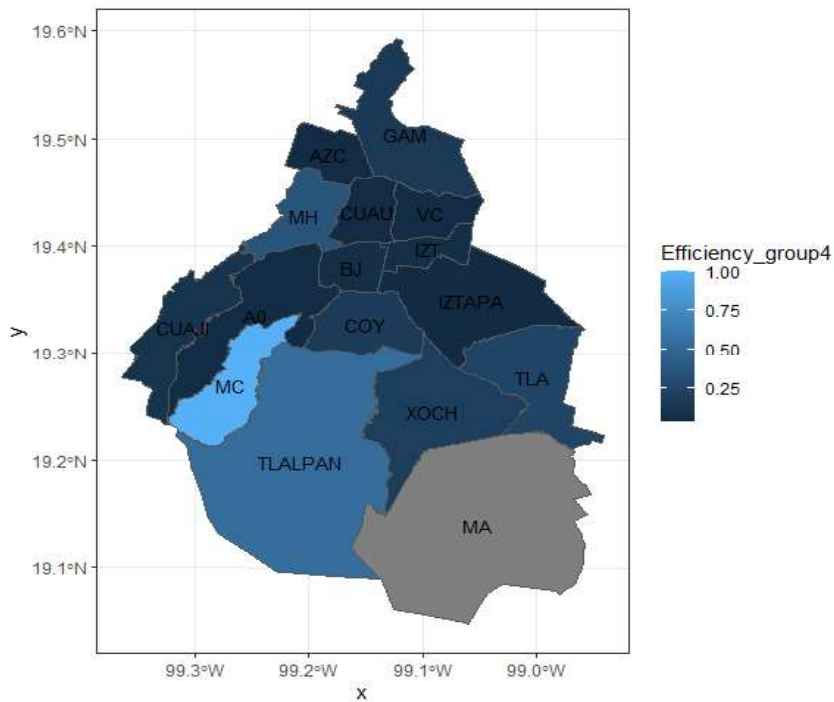 19.6°N
19.5°N
19.4°N
19.3°N
19.2°N
19.1°N
y
GAM
AZC
MH
CUAU
VC
IZT
BJ
IZTAPA
A0
CUAJI
COY
MC
TLA
XOCH
TLALPAN
MA
99.3°W
99.2°W
99.1°W
99.0°W
x
Efficiency_group4
1.00
0.75
0.50
0.25